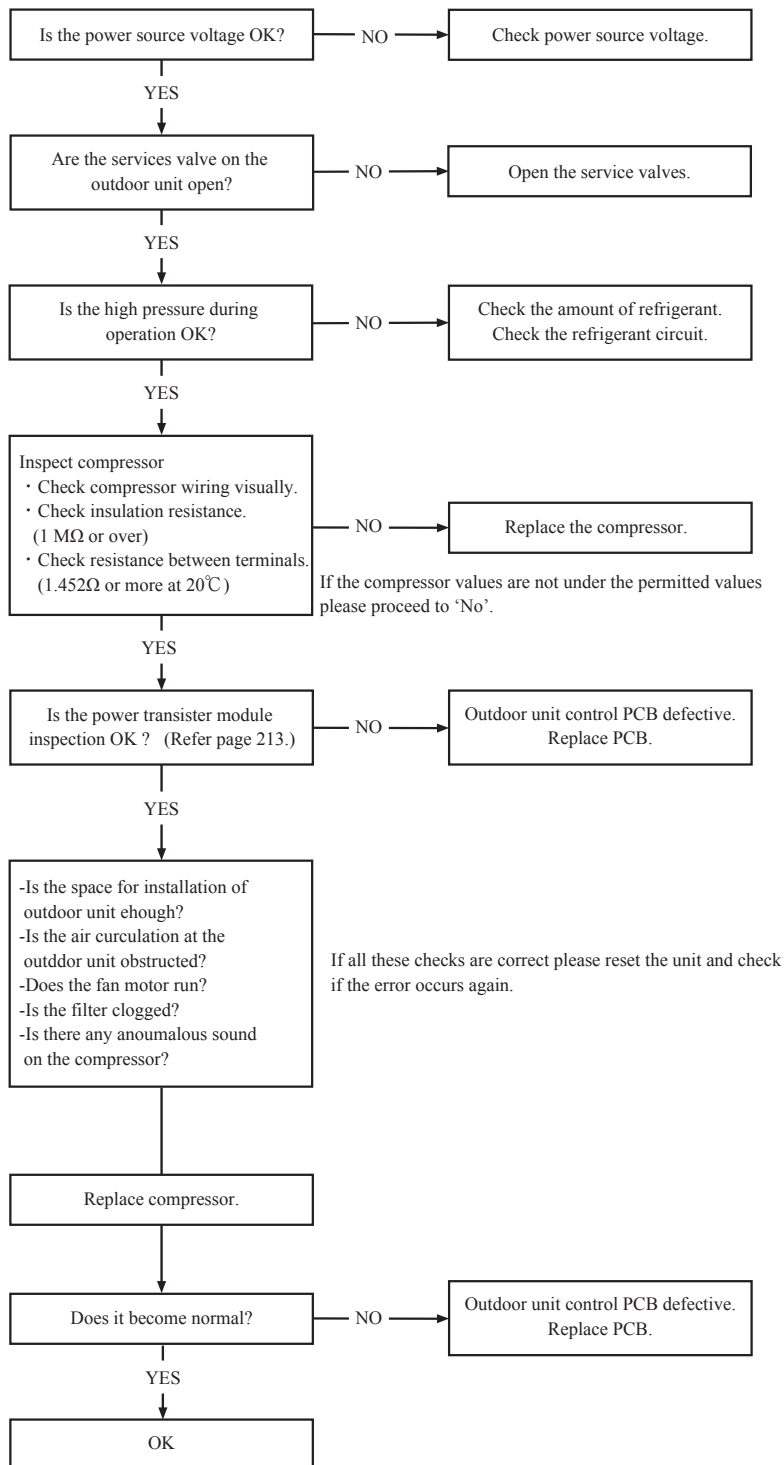 Is the power source voltage OK?
NO
Check power source voltage.
YES
Are the services valve on the
outdoor unit open?
NO
Open the service valves.
YES
Is the high pressure during
operation OK?
NO
Check the amount of refrigerant.
Check the refrigerant circuit.
YES
Inspect compressor
・Check compressor wiring visually.
・Check insulation resistance.
(1 MΩ or over)
・Check resistance between terminals.
(1.452Ω or more at 20℃)
NO
Replace the compressor.
If the compressor values are not under the permitted values
please proceed to ‘No’.
YES
Is the power transister module
inspection OK ? (Refer page 213.)
NO
Outdoor unit control PCB defective.
Replace PCB.
YES
-Is the space for installation of
outdoor unit ehough?
-Is the air curculation at the
outddor unit obstructed?
-Does the fan motor run?
-Is the filter clogged?
-Is there any anoumalous sound
on the compressor?
If all these checks are correct please reset the unit and check
if the error occurs again.
Replace compressor.
Does it become normal?
NO
Outdoor unit control PCB defective.
Replace PCB.
YES
OK